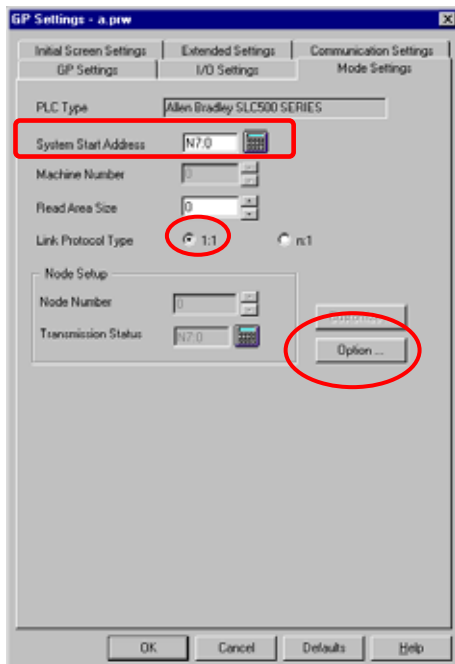 GP Settings - a.prw
Initial Screen Settings Extended Settings Communication Settings
GP Settings I/O Settings Mode Settings
PLC Type Allen Bradley SLC500 SERIES
System Start Address N7:0
Machine Number 0
Read Area Size 0
Link Protocol Type 1:1 n:1
Node Setup
Node Number 0
Transmission Status N7:0
Option ...
OK Cancel Defaults Help